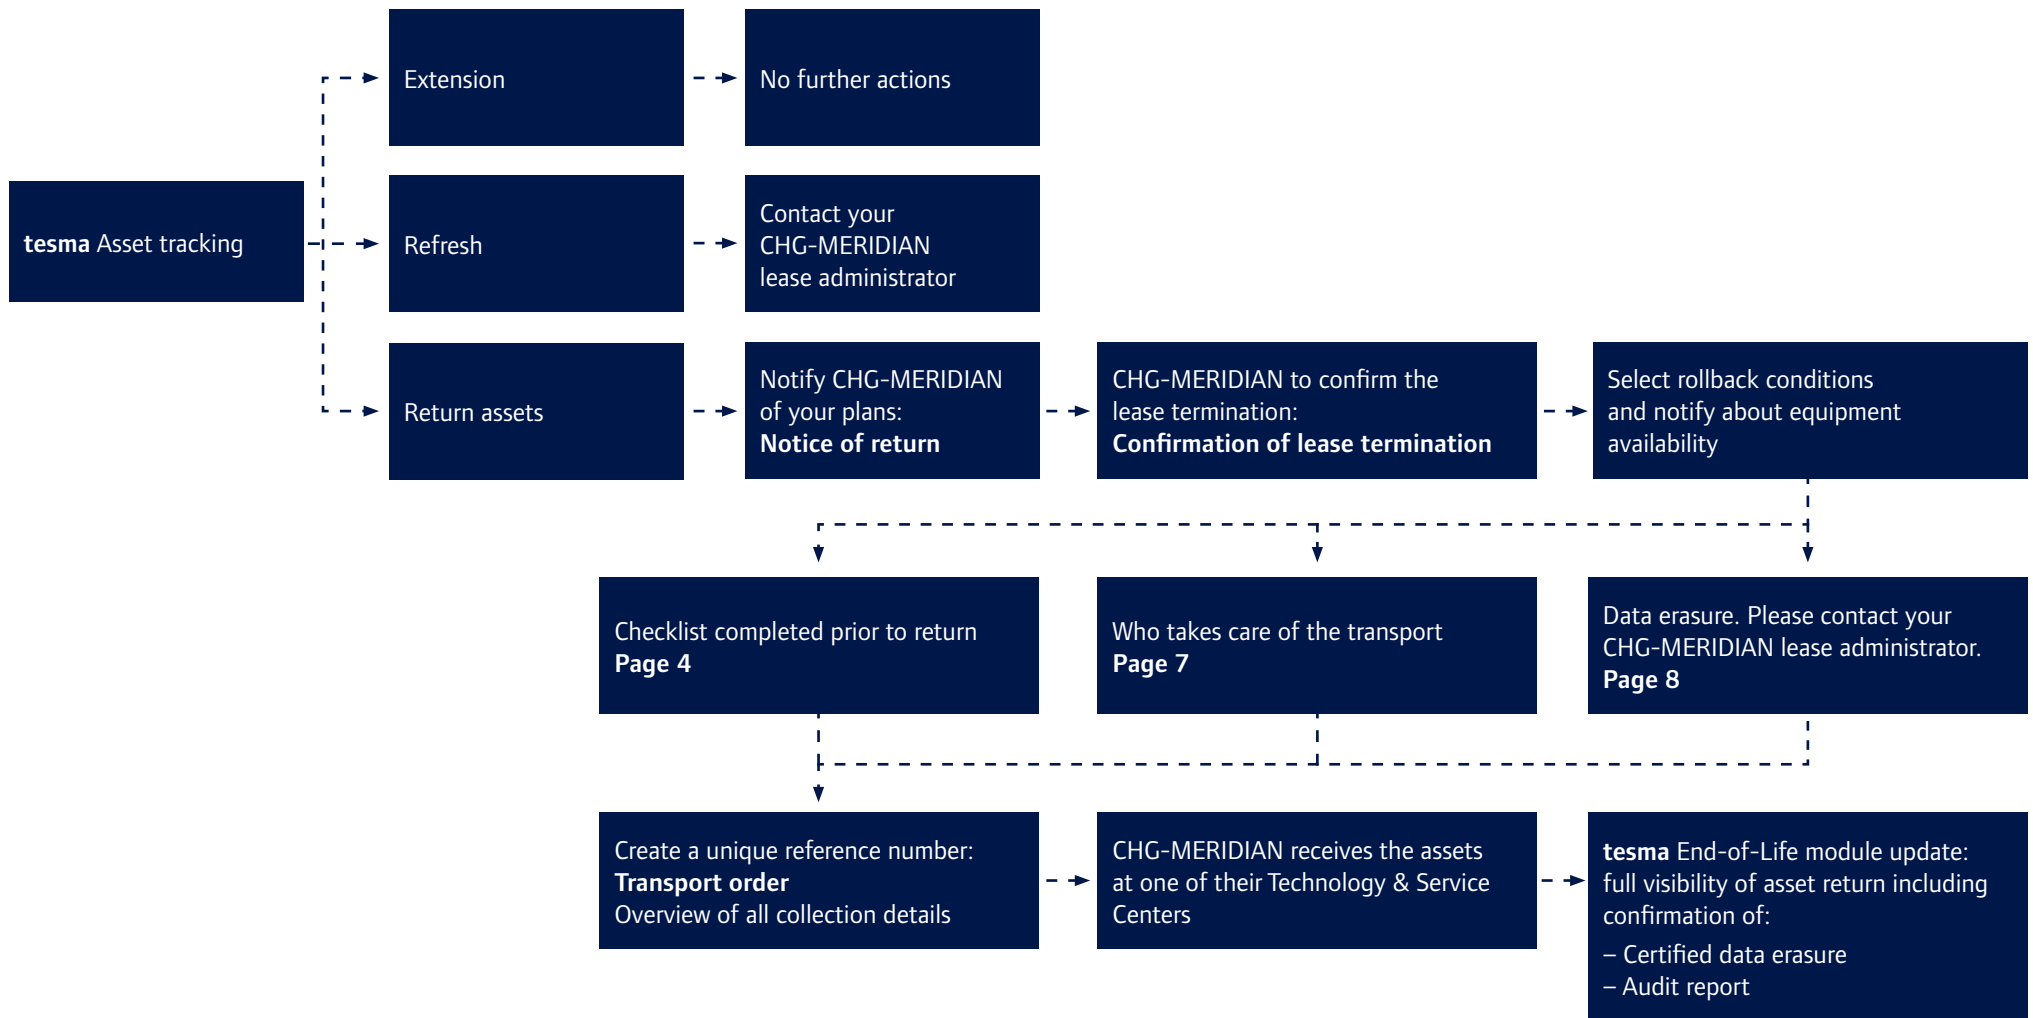 Extension
No further actions
tesma Asset tracking
Refresh
Contact your
CHG-MERIDIAN
lease administrator
Return assets
Notify CHG-MERIDIAN
of your plans:
Notice of return
CHG-MERIDIAN to confirm the
lease termination:
Confirmation of lease termination
Select rollback conditions
and notify about equipment
availability
Checklist completed prior to return
Page 4
Who takes care of the transport
Page 7
Data erasure. Please contact your
CHG-MERIDIAN lease administrator.
Page 8
Create a unique reference number:
Transport order
Overview of all collection details
CHG-MERIDIAN receives the assets
at one of their Technology & Service
Centers
tesma End-of-Life module update:
full visibility of asset return including
confirmation of:
– Certified data erasure
– Audit report